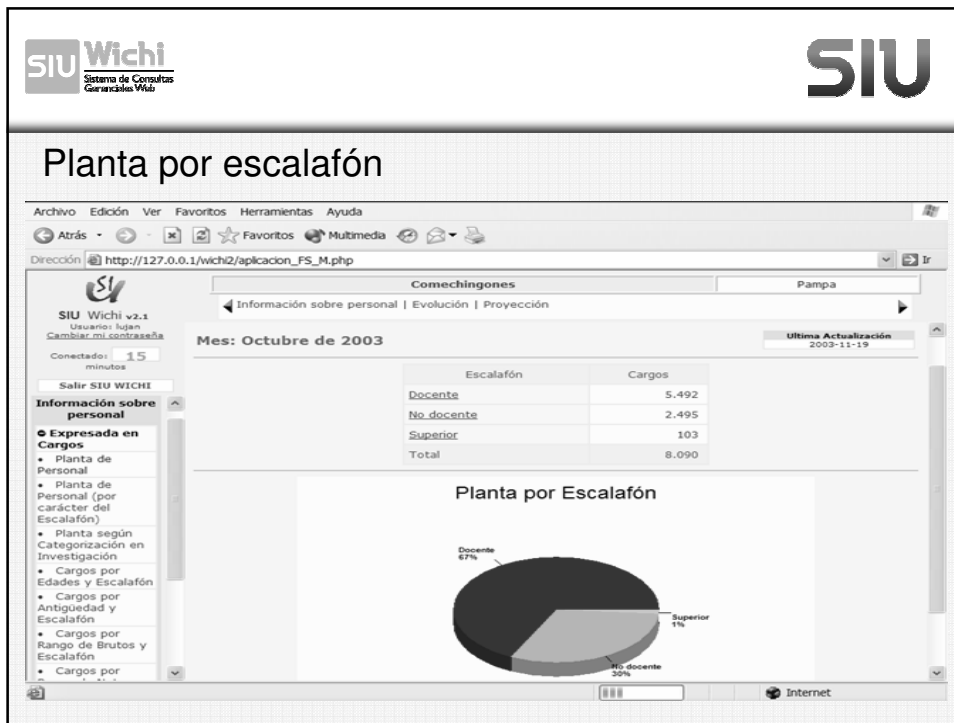 SIU Wichi
Sistema de Consultas
Gerenciales Web
SIU
Planta por escalafón
Archivo Edición Ver Favoritos Herramientas Ayuda
Atrás Favoritos Multimedia
Dirección http://127.0.0.1/wichi2/aplicacion_FS_M.php Ir
SIU Wichi v2.1
Usuario: lujan
Cambiar mi contraseña
Conectado: 15
minutos
Salir SIU WICHI
Información sobre
personal
Expresada en
Cargos
• Planta de
Personal
• Planta de
Personal (por
carácter del
Escalafón)
• Planta según
Categorización en
Investigación
• Cargos por
Edades y Escalafón
• Cargos por
Antigüedad y
Escalafón
• Cargos por
Rango de Brutos y
Escalafón
• Cargos por
Comechingones Pampa
Información sobre personal | Evolución | Proyección
Mes: Octubre de 2003
Ultima Actualización
2003-11-19
Escalafón Cargos
Docente 5.492
No docente 2.495
Superior 103
Total 8.090
Planta por Escalafón
Docente
67%
Superior
1%
No docente
30%
Internet